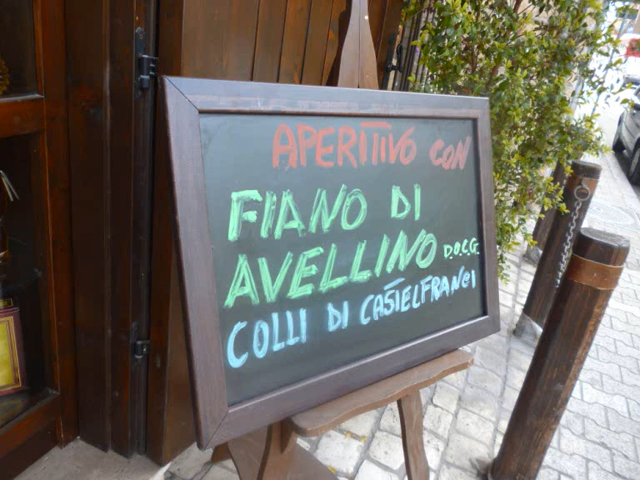 APERITIVO CON
FIANO DI
AVELLINO D.O.C.G.
COLLI DI CASTELFRANCI